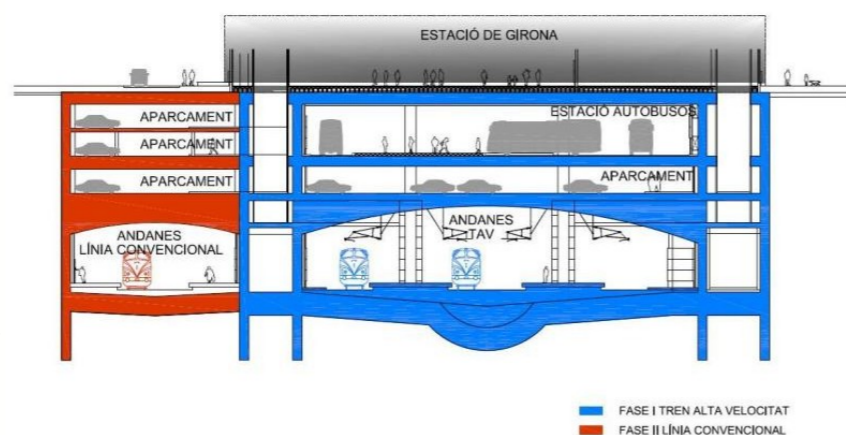 ESTACIÓ DE GIRONA
APARCAMENT
ESTACIÓ AUTOBUSOS
APARCAMENT
APARCAMENT
APARCAMENT
ANDANES
LÍNIA CONVENCIONAL
ANDANES
TAV
FASE I TREN ALTA VELOCITAT
FASE II LÍNIA CONVENCIONAL